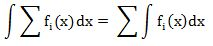 ∫ ∑ fᵢ(x) dx = ∑ ∫ fᵢ(x)dx